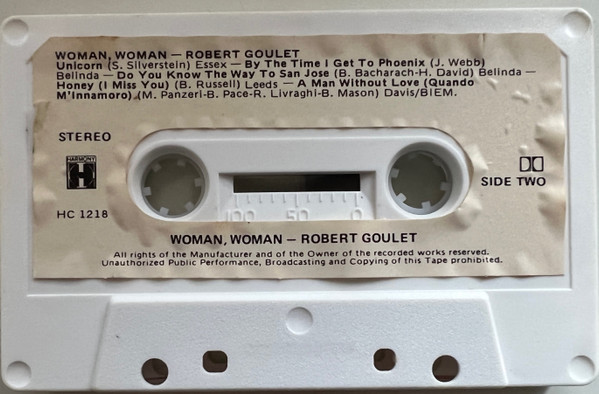 WOMAN, WOMAN — ROBERT GOULET
Unicorn (S. Silverstein) Essex — By The Time I Get To Phoenix (J. Webb)
Belinda — Do You Know The Way To San Jose (B. Bacharach-H. David) Belinda —
Honey (I Miss You) (B. Russell) Leeds — A Man Without Love (Quando
M'Innamoro) (M. Panzeri-B. Pace-R. Livraghi-B. Mason) Davis/BIEM.
STEREO
HARMONY
H
HC 1218
100 50 0
SIDE TWO
WOMAN, WOMAN — ROBERT GOULET
All rights of the Manufacturer and of the Owner of the recorded works reserved.
Unauthorized Public Performance, Broadcasting and Copying of this Tape prohibited.